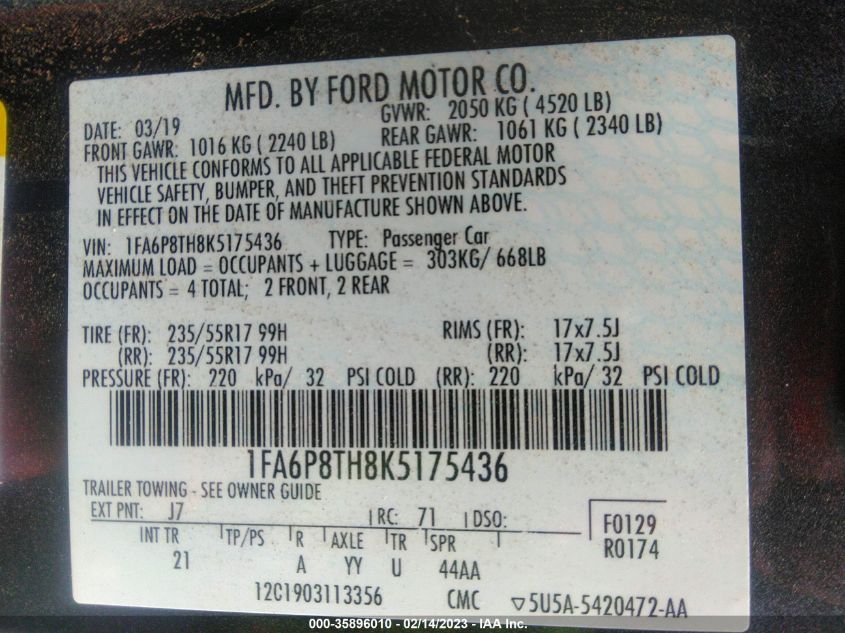 MFD. BY FORD MOTOR CO.
DATE: 03/19 GVWR: 2050 KG ( 4520 LB)
FRONT GAWR: 1016 KG ( 2240 LB) REAR GAWR: 1061 KG ( 2340 LB)
THIS VEHICLE CONFORMS TO ALL APPLICABLE FEDERAL MOTOR
VEHICLE SAFETY, BUMPER, AND THEFT PREVENTION STANDARDS
IN EFFECT ON THE DATE OF MANUFACTURE SHOWN ABOVE.
VIN: 1FA6P8TH8K5175436 TYPE: Passenger Car
MAXIMUM LOAD = OCCUPANTS + LUGGAGE = 303KG/ 668LB
OCCUPANTS = 4 TOTAL; 2 FRONT, 2 REAR
TIRE (FR): 235/55R17 99H RIMS (FR): 17x7.5J
(RR): 235/55R17 99H (RR): 17x7.5J
PRESSURE (FR): 220 kPa/ 32 PSI COLD (RR): 220 kPa/ 32 PSI COLD
1FA6P8TH8K5175436
TRAILER TOWING - SEE OWNER GUIDE
EXT PNT: J7 RC: 71 DSO: F0129
INT TR TP/PS R AXLE TR SPR R0174
21 A YY U 44AA
12C1903113356 CMC ▽5U5A-5420472-AA
000-35896010 - 02/14/2023 - IAA Inc.